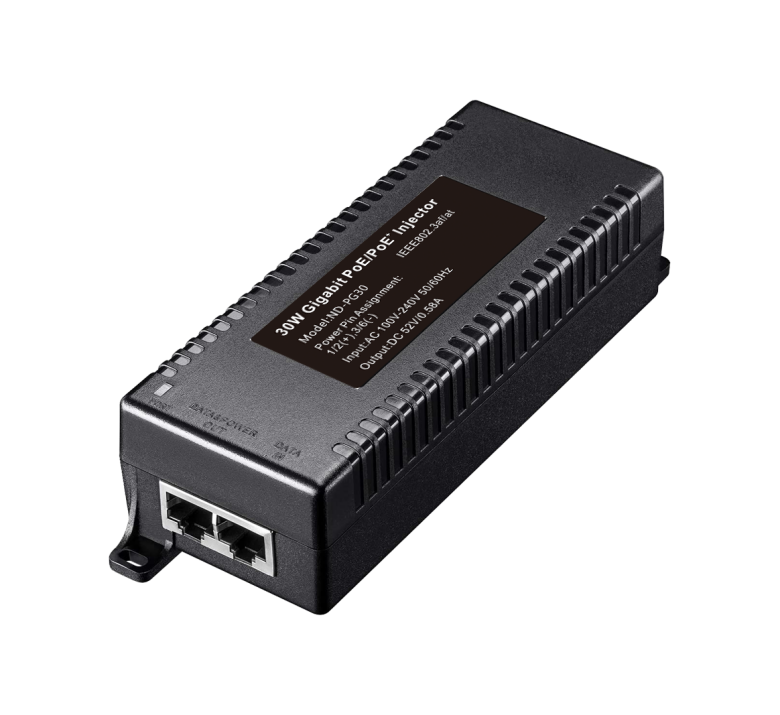 30W Gigabit PoE/PoE+ Injector
Model:ND-PG30 IEEE802.3af/at
Power Pin Assignment:
1/2(+),3/6(-)
Input:AC 100V-240V 50/60Hz
Output:DC 52V/0.58A
DATA&POWER
OUT
DATA